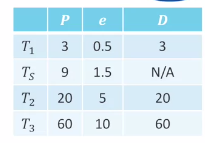 P e D
T₁ 3 0.5 3
Tₛ 9 1.5 N/A
T₂ 20 5 20
T₃ 60 10 60